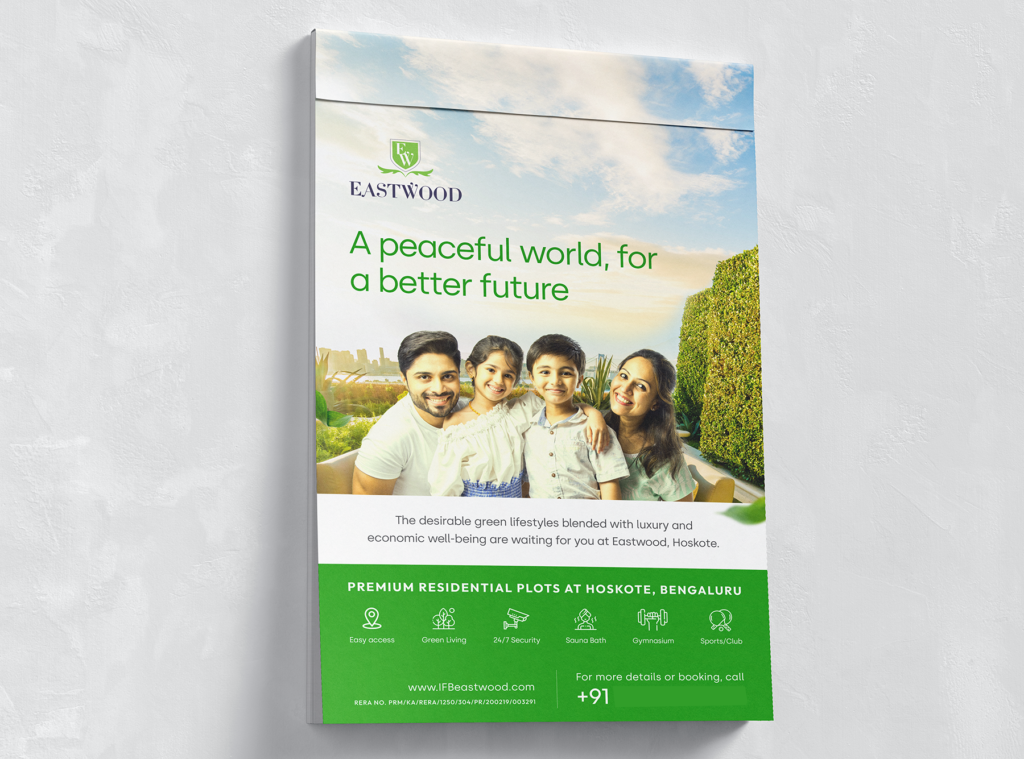 EW
EASTWOOD
A peaceful world, for
a better future
The desirable green lifestyles blended with luxury and
economic well-being are waiting for you at Eastwood, Hoskote.
PREMIUM RESIDENTIAL PLOTS AT HOSKOTE, BENGALURU
Easy access
Green Living
24/7 Security
Sauna Bath
Gymnasium
Sports/Club
www.IFBeastwood.com
RERA NO. PRM/KA/RERA/1250/304/PR/200219/003291
For more details or booking, call
+91